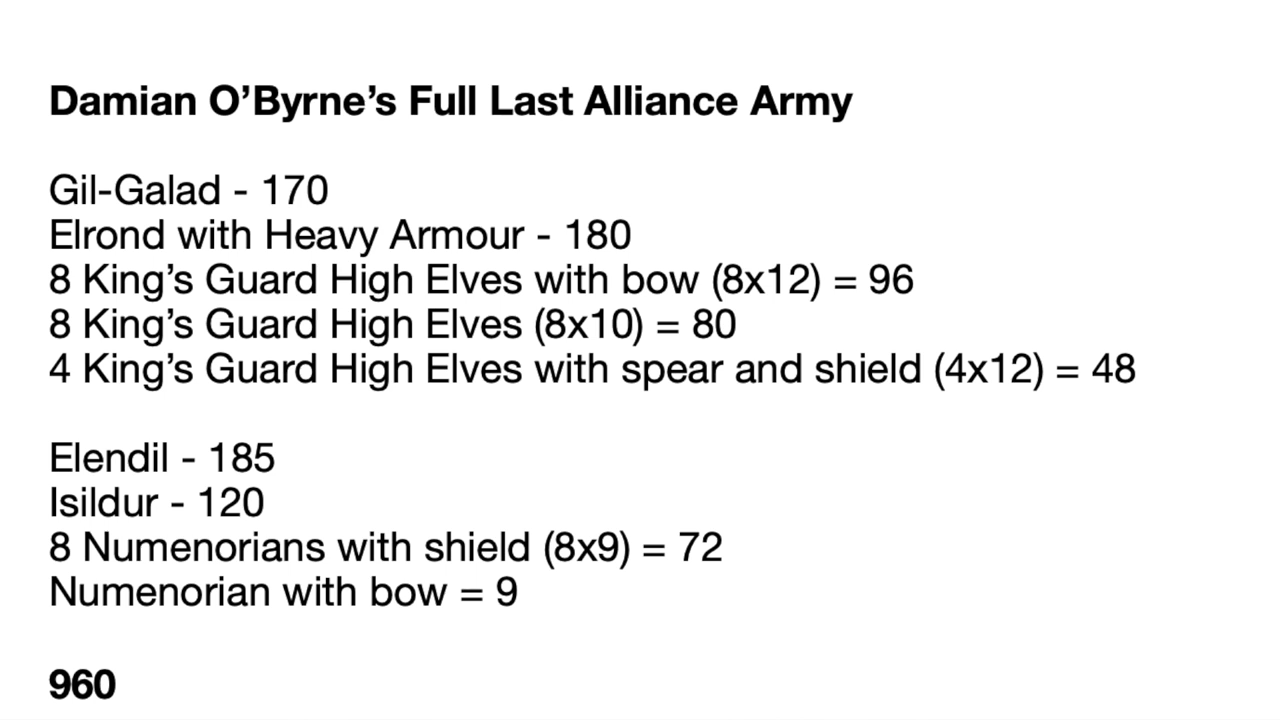 Damian O’Byrne’s Full Last Alliance Army
Gil-Galad - 170
Elrond with Heavy Armour - 180
8 King’s Guard High Elves with bow (8x12) = 96
8 King’s Guard High Elves (8x10) = 80
4 King’s Guard High Elves with spear and shield (4x12) = 48
Elendil - 185
Isildur - 120
8 Numenorians with shield (8x9) = 72
Numenorian with bow = 9
960